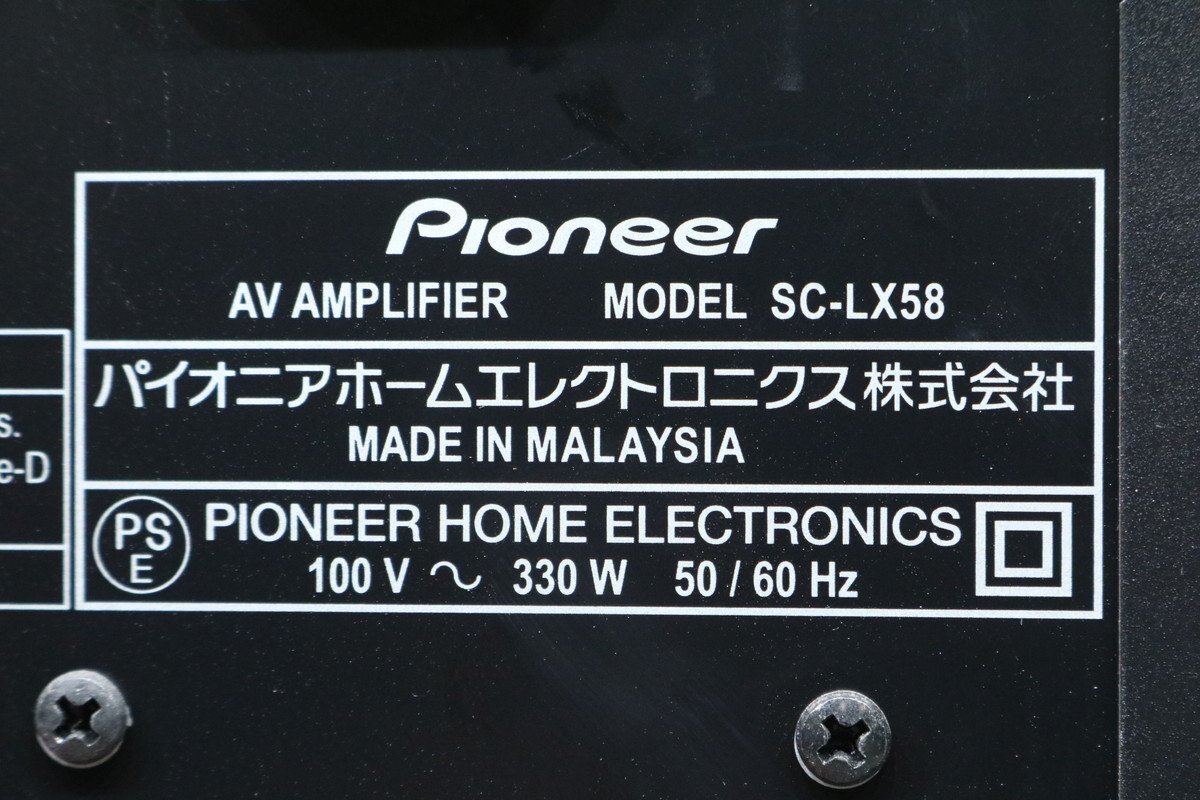 Pioneer
AV AMPLIFIER MODEL SC-LX58
パイオニアホームエレクトロニクス株式会社
MADE IN MALAYSIA
PS
E
PIONEER HOME ELECTRONICS
100 V ～ 330 W 50 / 60 Hz
s.
e-D